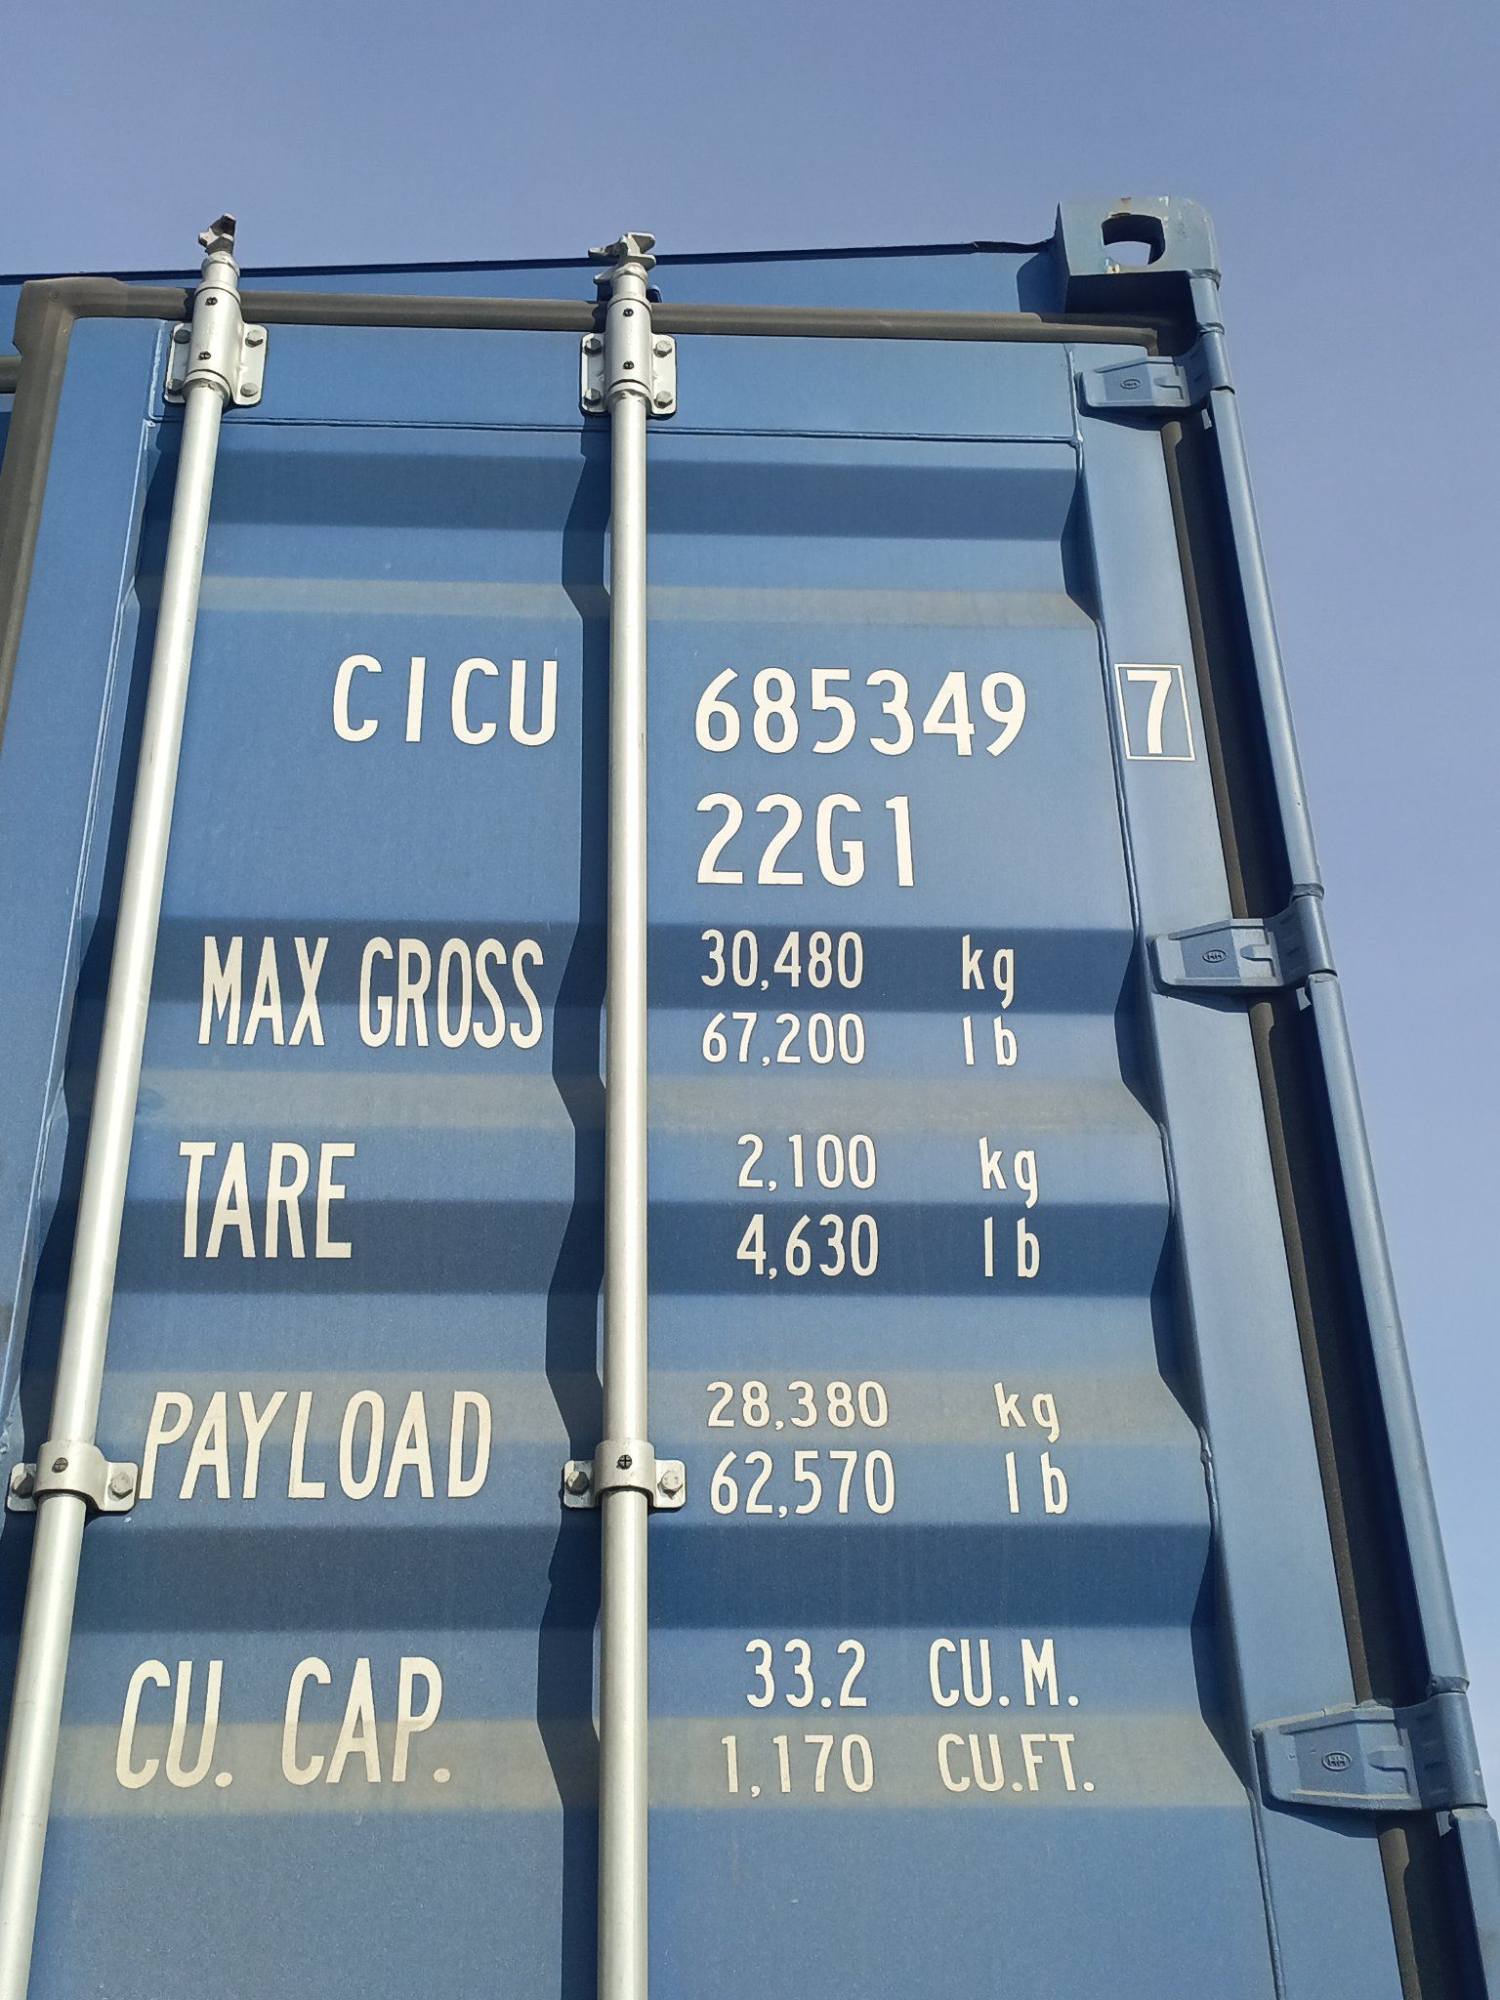 CICU 685349 7
22G1
MAX GROSS 30,480 kg
67,200 lb
TARE 2,100 kg
4,630 lb
PAYLOAD 28,380 kg
62,570 lb
CU. CAP. 33.2 CU.M.
1,170 CU.FT.